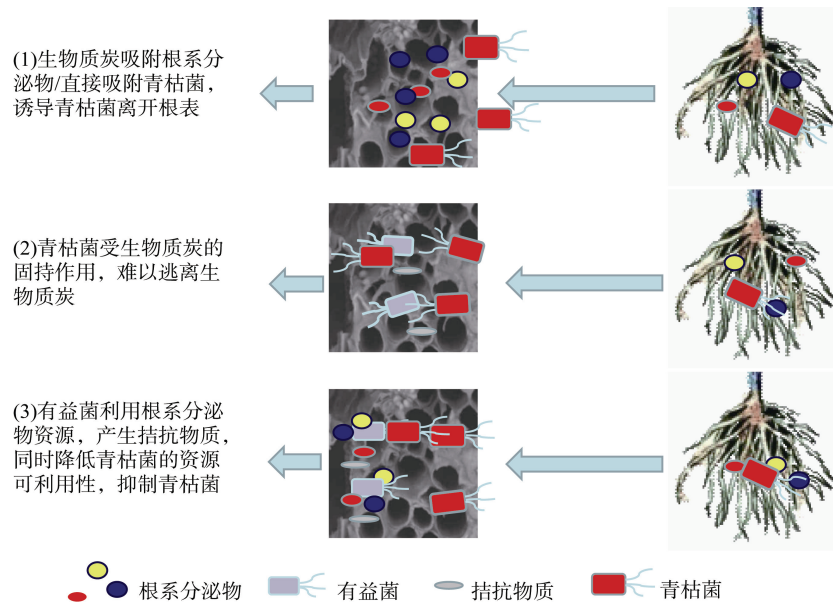 (1)生物质炭吸附根系分
泌物/直接吸附青枯菌，
诱导青枯菌离开根表
(2)青枯菌受生物质炭的
固持作用，难以逃离生
物质炭
(3)有益菌利用根系分泌
物资源，产生拮抗物质，
同时降低青枯菌的资源
可利用性，抑制青枯菌
根系分泌物 有益菌 拮抗物质 青枯菌